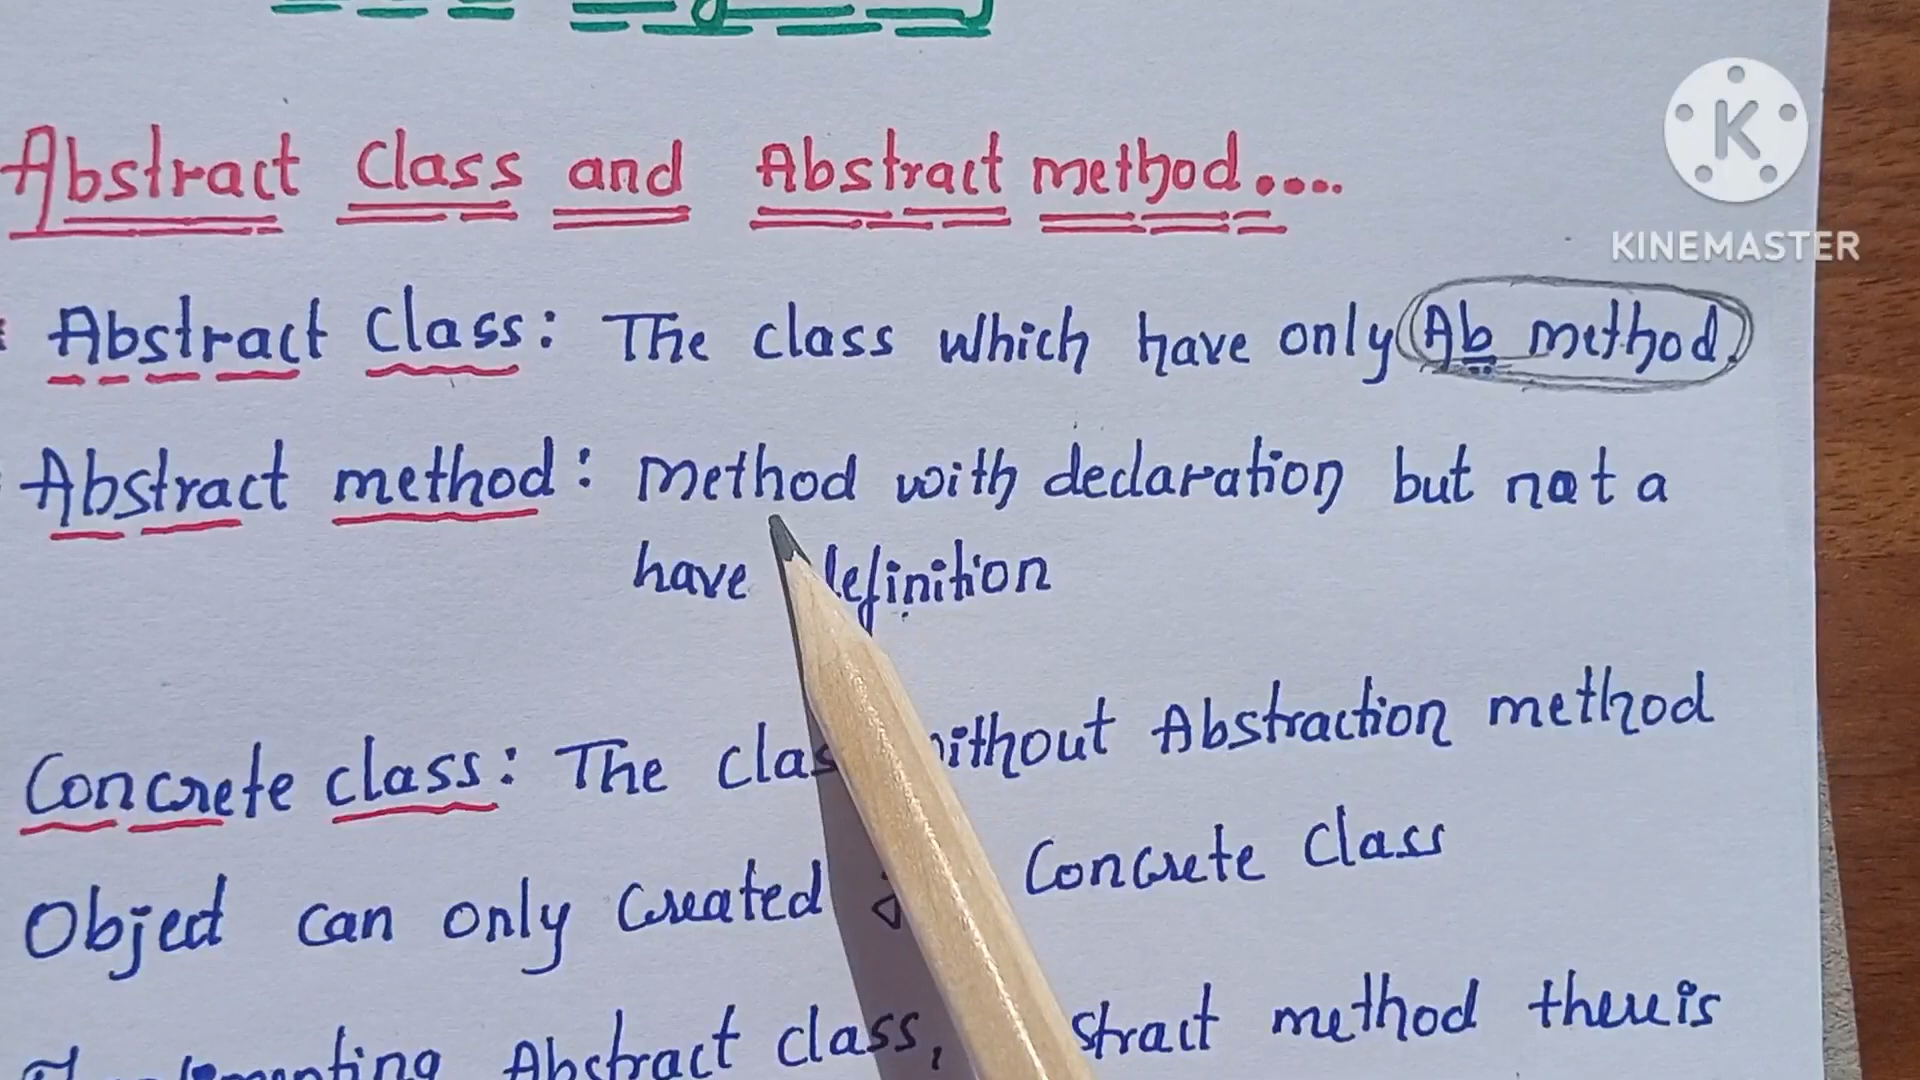 Abstract Class and Abstract method....
K
KINEMASTER
Abstract Class: The class which have only Ab method.
Abstract method: Method with declaration but not a
have definition
Concrete class: The class without Abstraction method
Objed can only created Concrete Class
Abstract class, method there is